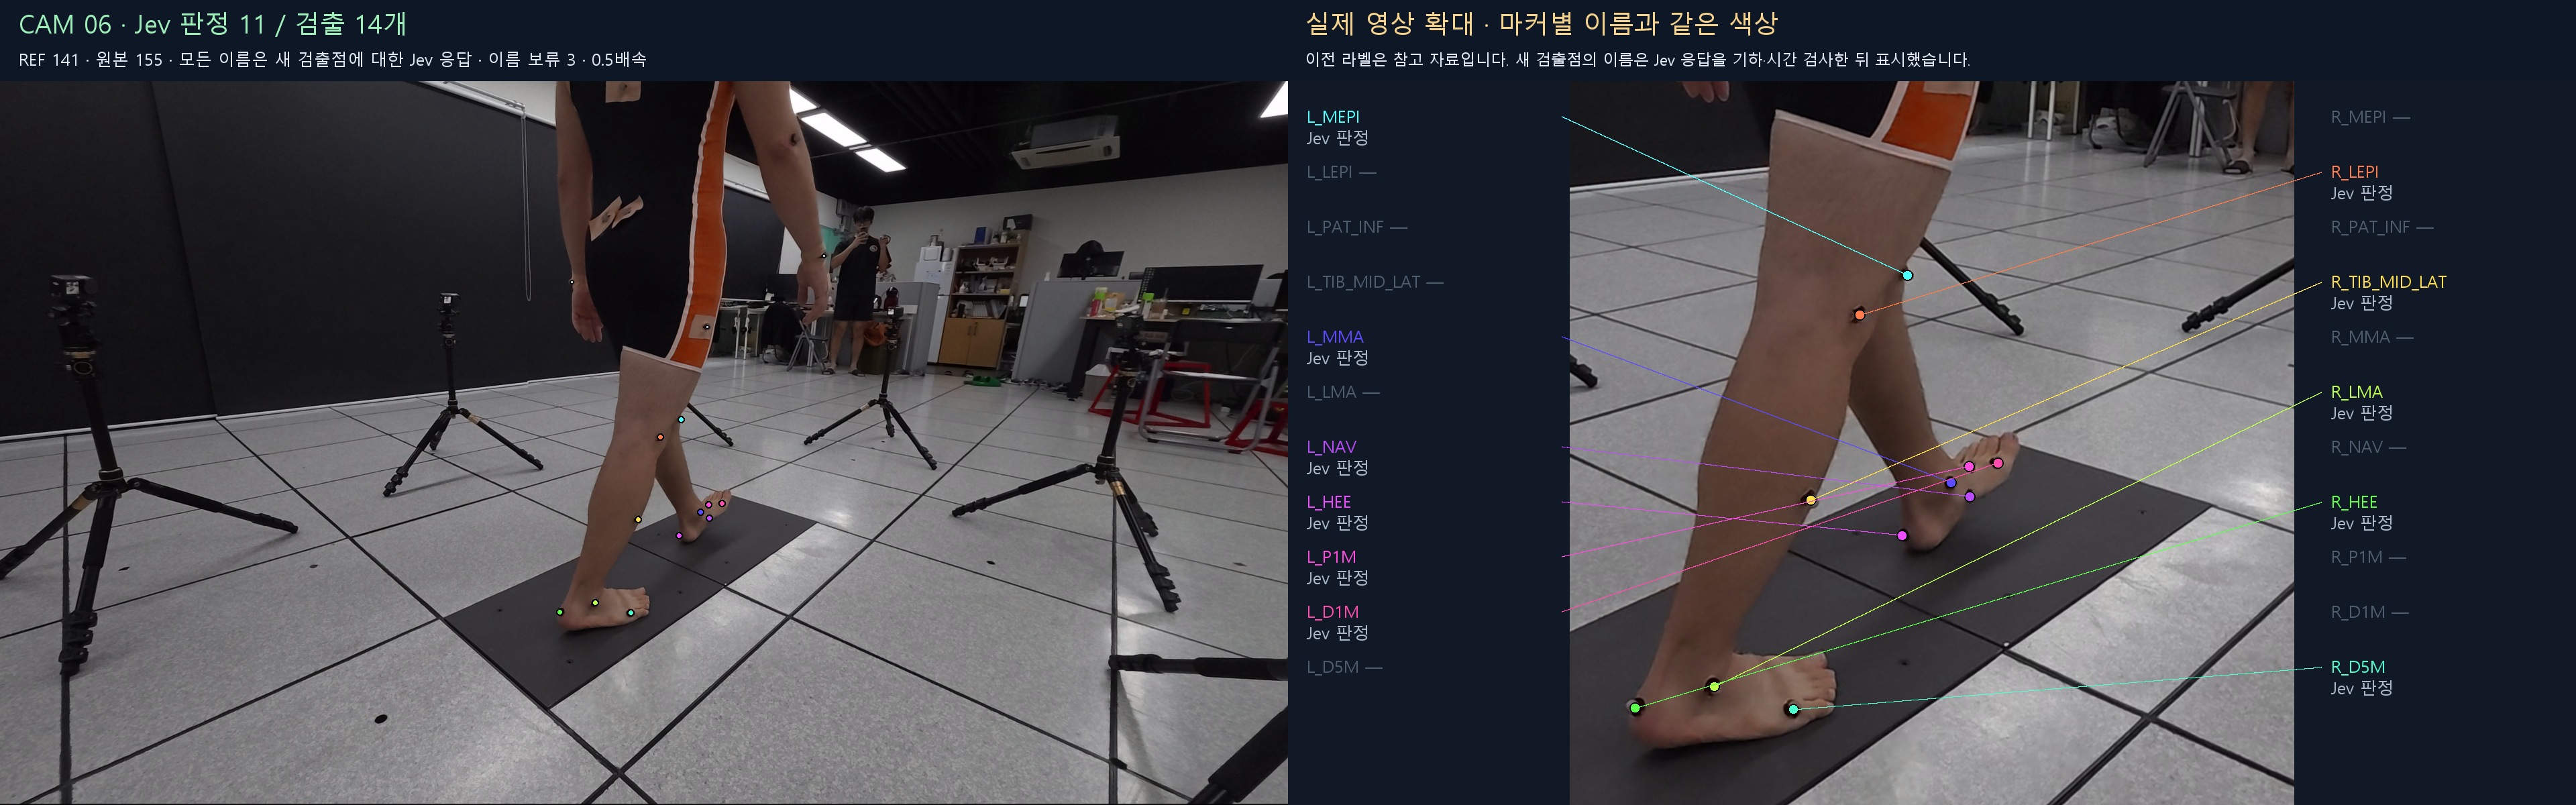 CAM 06 · Jev 판정 11 / 검출 14개
REF 141 · 원본 155 · 모든 이름은 새 검출점에 대한 Jev 응답 · 이름 보류 3 · 0.5배속
실제 영상 확대 · 마커별 이름과 같은 색상
이전 라벨은 참고 자료입니다. 새 검출점의 이름은 Jev 응답을 기하·시간 검사한 뒤 표시했습니다.
L_MEPI
Jev 판정
L_LEPI —
L_PAT_INF —
L_TIB_MID_LAT —
L_MMA
Jev 판정
L_LMA —
L_NAV
Jev 판정
L_HEE
Jev 판정
L_P1M
Jev 판정
L_D1M
Jev 판정
L_D5M —
R_MEPI —
R_LEPI
Jev 판정
R_PAT_INF —
R_TIB_MID_LAT
Jev 판정
R_MMA —
R_LMA
Jev 판정
R_NAV —
R_HEE
Jev 판정
R_P1M —
R_D1M —
R_D5M
Jev 판정